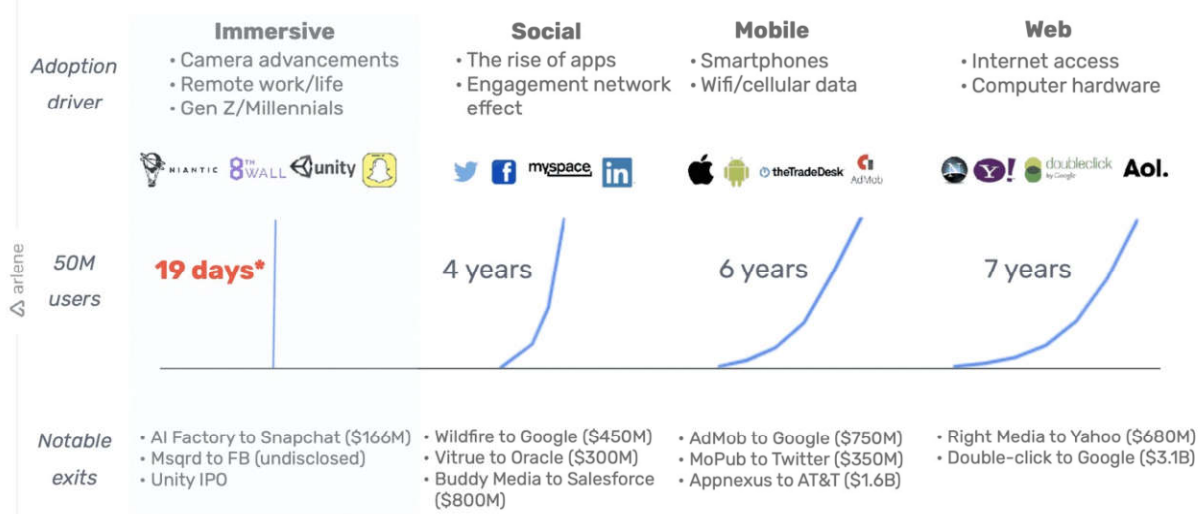 Immersive
Social
Mobile
Web
Adoption
driver
• Camera advancements
• Remote work/life
• Gen Z/Millennials
• The rise of apps
• Engagement network
effect
• Smartphones
• Wifi/cellular data
• Internet access
• Computer hardware
NIANTIC
8TH WALL
unity
myspace
in
theTradeDesk
AdMob
Y!
doubleclick
by Google
Aol.
arlene
50M
users
19 days*
4 years
6 years
7 years
Notable
exits
• AI Factory to Snapchat ($166M)
• Msqrd to FB (undisclosed)
• Unity IPO
• Wildfire to Google ($450M)
• Vitrue to Oracle ($300M)
• Buddy Media to Salesforce
($800M)
• AdMob to Google ($750M)
• MoPub to Twitter ($350M)
• Appnexus to AT&T ($1.6B)
• Right Media to Yahoo ($680M)
• Double-click to Google ($3.1B)